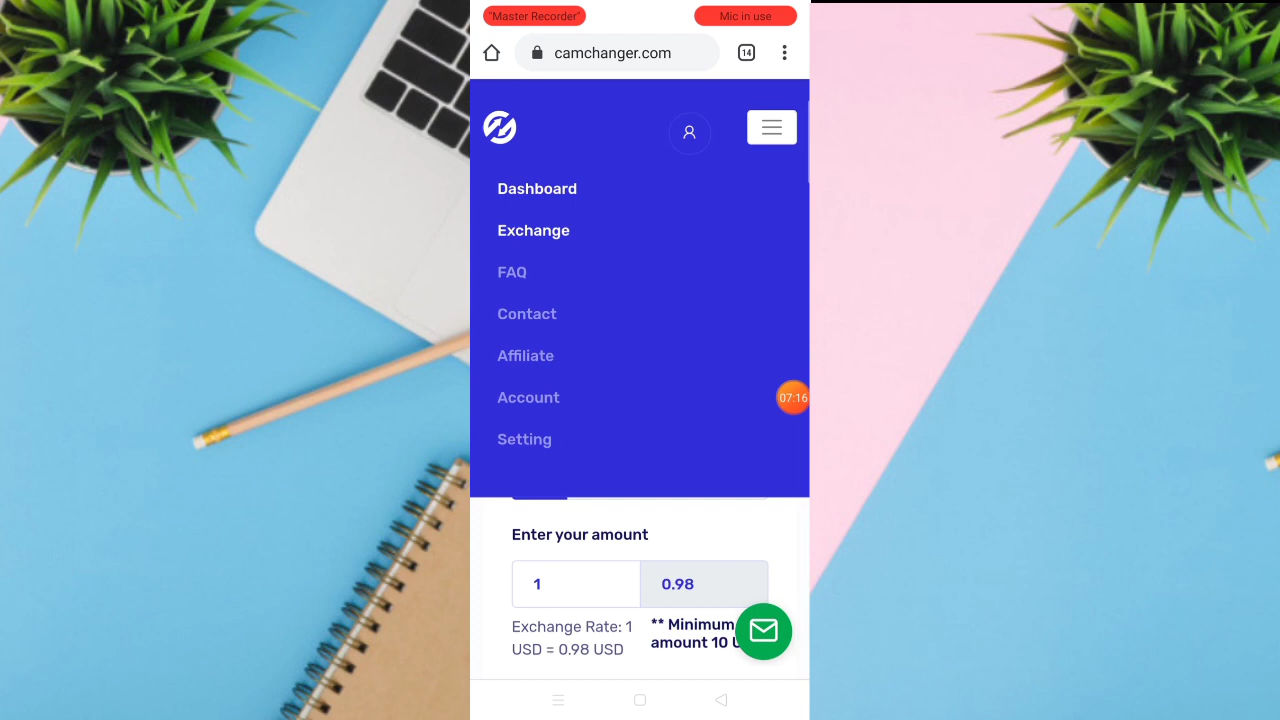 "Master Recorder"
Mic in use
camchanger.com
14
Dashboard
Exchange
FAQ
Contact
Affiliate
Account
07:16
Setting
Enter your amount
1
0.98
Exchange Rate: 1
USD = 0.98 USD
** Minimum
amount 10